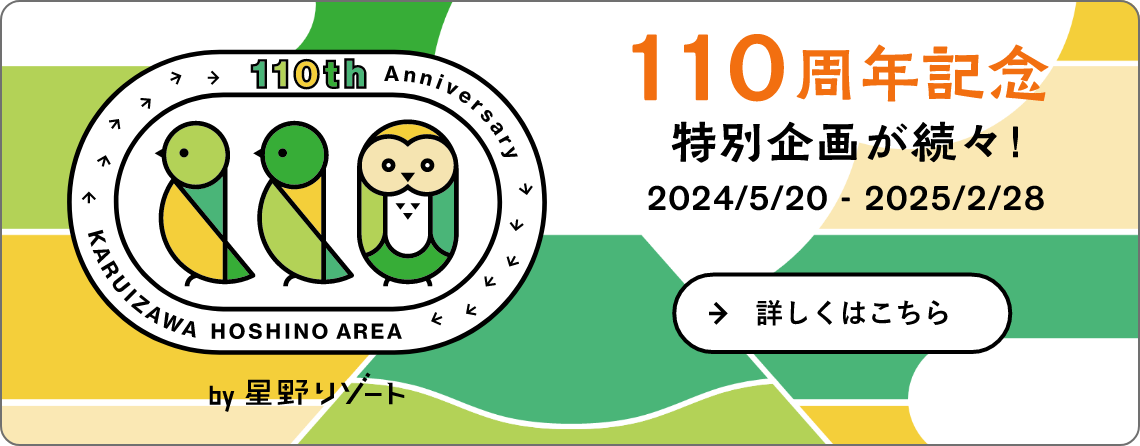 110th Anniversary
KARUIZAWA HOSHINO AREA
by 星野リゾート
110周年記念
特別企画が続々!
2024/5/20 - 2025/2/28
→ 詳しくはこちら